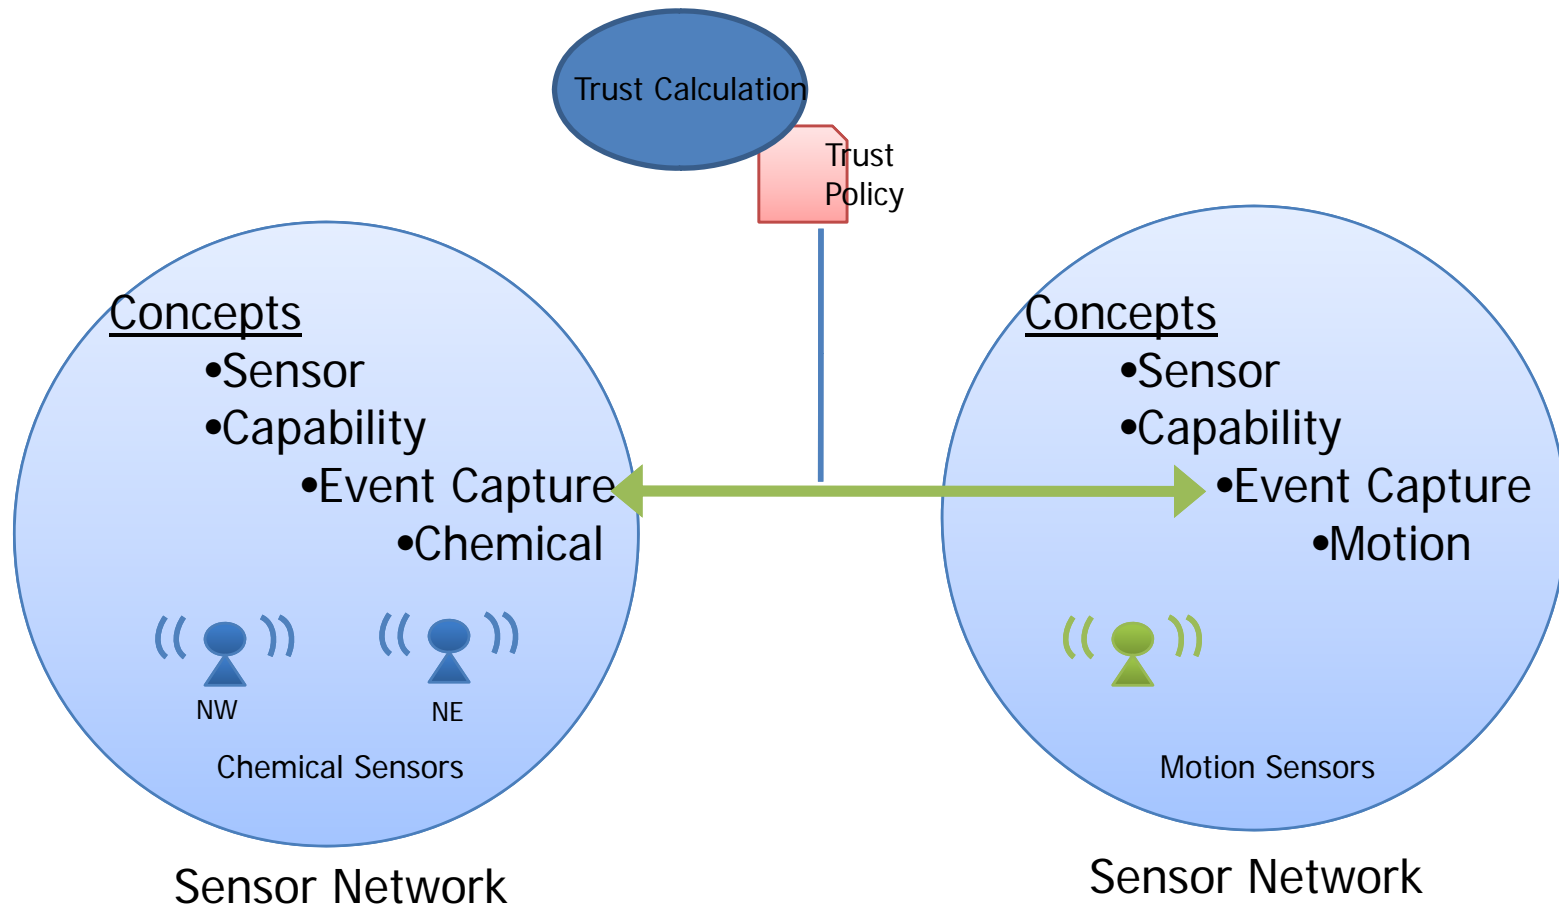 Trust Calculation
Trust
Policy
Concepts
•Sensor
•Capability
•Event Capture
•Chemical
NW
NE
Chemical Sensors
Sensor Network
Concepts
•Sensor
•Capability
•Event Capture
•Motion
Motion Sensors
Sensor Network